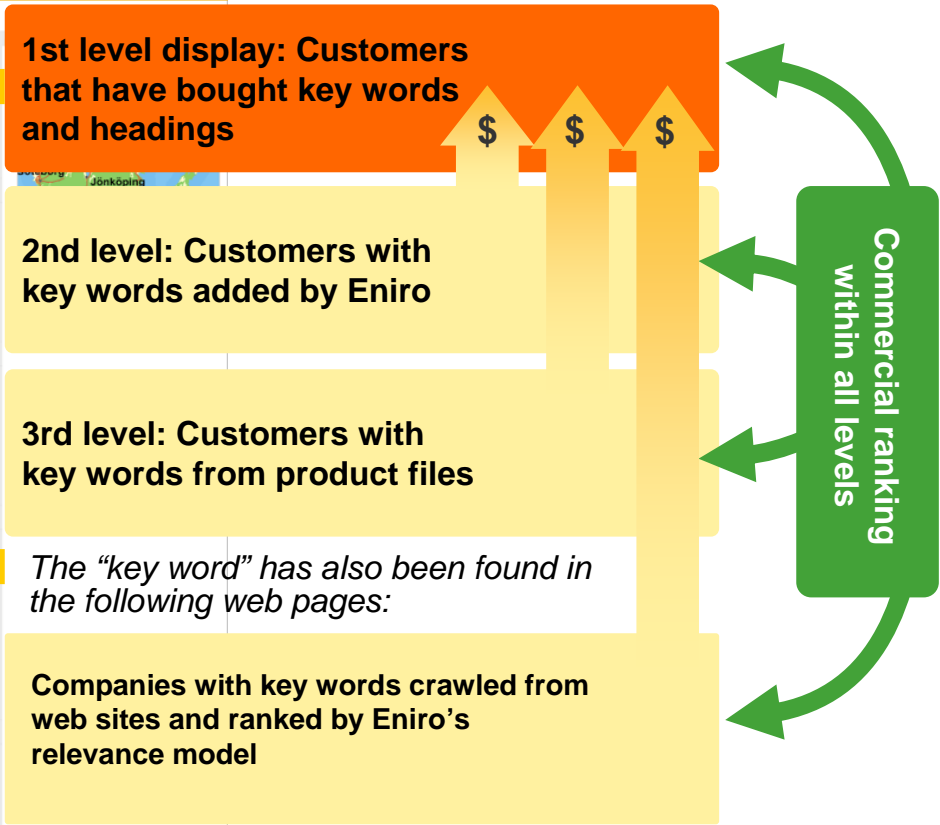 1st level display: Customers
that have bought key words
and headings
$ $ $
Jönköping
2nd level: Customers with
key words added by Eniro
3rd level: Customers with
key words from product files
The “key word” has also been found in
the following web pages:
Companies with key words crawled from
web sites and ranked by Eniro’s
relevance model
Commercial ranking
within all levels